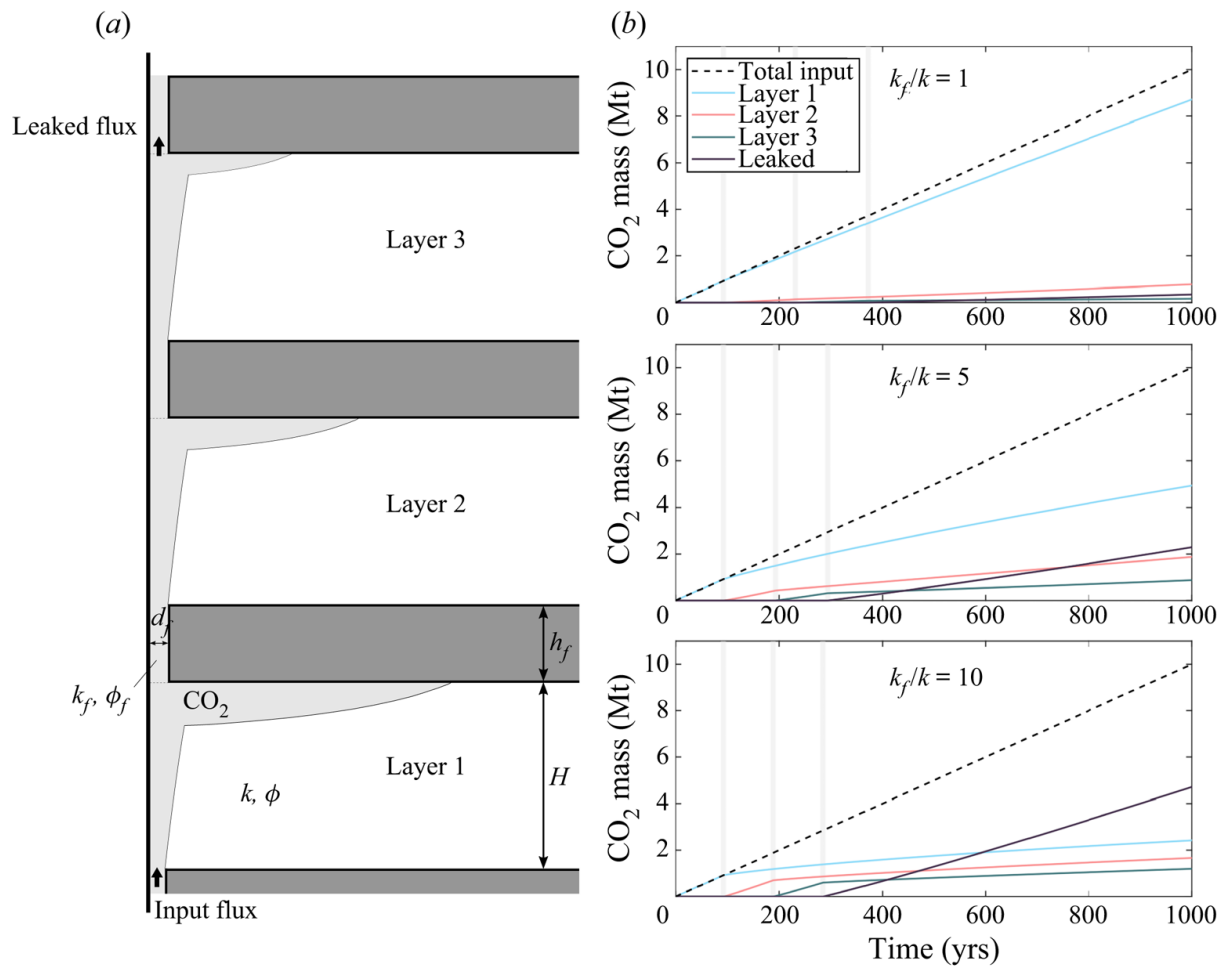 (a)
Leaked flux
Layer 3
Layer 2
d_f
h_f
k_f, ϕ_f
CO₂
Layer 1
H
k, ϕ
Input flux
(b)
10
8
6
4
2
CO₂ mass (Mt)
Total input
Layer 1
Layer 2
Layer 3
Leaked
k_f/k = 1
0 200 400 600 800 1000
10
8
6
4
2
CO₂ mass (Mt)
k_f/k = 5
0 200 400 600 800 1000
10
8
6
4
2
CO₂ mass (Mt)
k_f/k = 10
0 200 400 600 800 1000
Time (yrs)